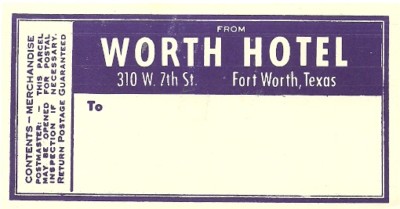 CONTENTS – MERCHANDISE
POSTMASTER: – THIS PARCEL
MAY BE OPENED FOR POSTAL
INSPECTION IF NECESSARY.
RETURN POSTAGE GUARANTEED
FROM
WORTH HOTEL
310 W. 7th St. Fort Worth, Texas
To